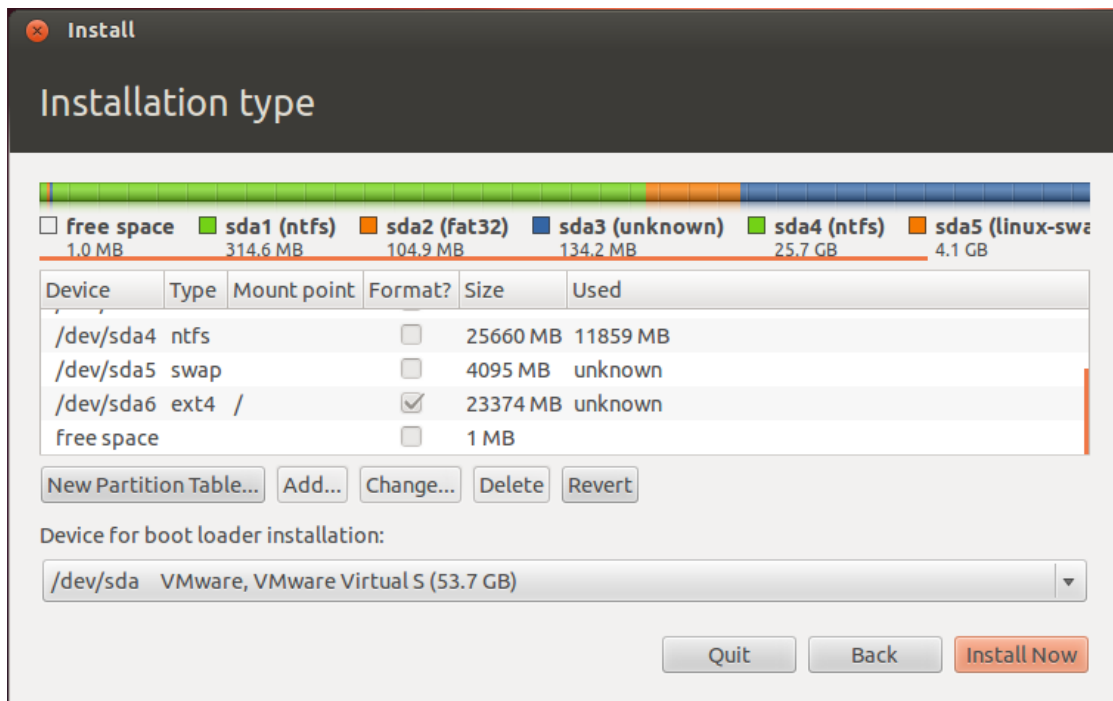 Install
Installation type
free space sda1 (ntfs) sda2 (fat32) sda3 (unknown) sda4 (ntfs) sda5 (linux-swa
1.0 MB 314.6 MB 104.9 MB 134.2 MB 25.7 GB 4.1 GB
Device Type Mount point Format? Size Used
/dev/sda4 ntfs 25660 MB 11859 MB
/dev/sda5 swap 4095 MB unknown
/dev/sda6 ext4 / 23374 MB unknown
free space 1 MB
New Partition Table... Add... Change... Delete Revert
Device for boot loader installation:
/dev/sda VMware, VMware Virtual S (53.7 GB)
Quit Back Install Now